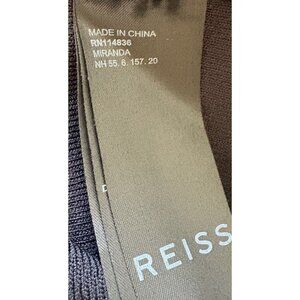 MADE IN CHINA
RN114836
MIRANDA
NH 55. 6. 157. 20
REISS